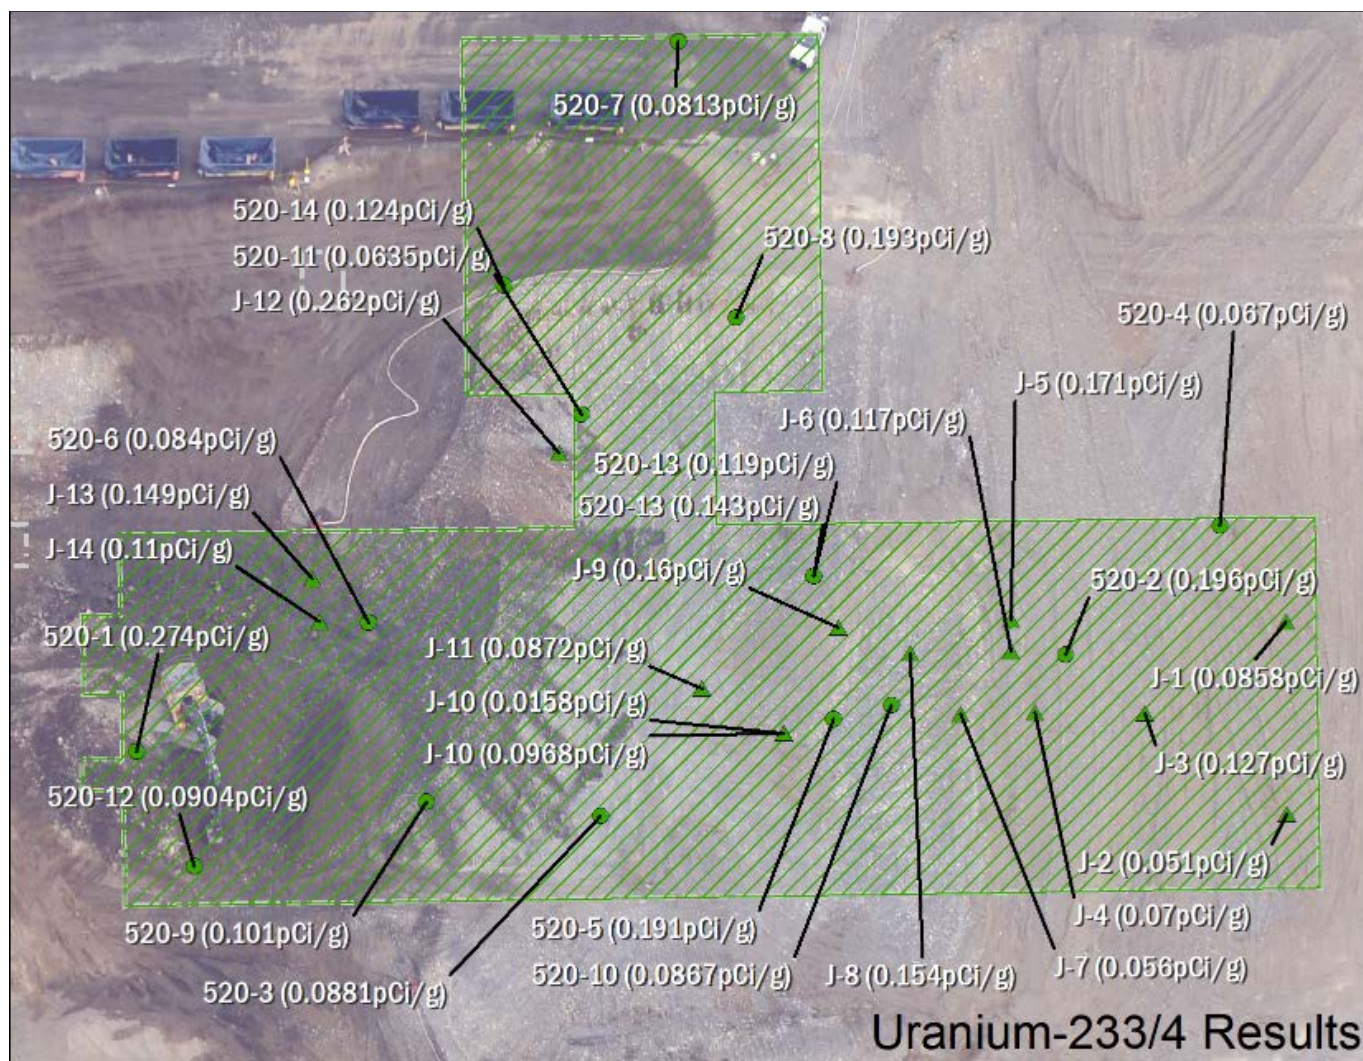 520-7 (0.0813pCi/g)
520-14 (0.124pCi/g)
520-8 (0.193pCi/g)
520-11 (0.0635pCi/g)
J-12 (0.262pCi/g)
520-4 (0.067pCi/g)
J-5 (0.171pCi/g)
J-6 (0.117pCi/g)
520-6 (0.084pCi/g)
520-13 (0.119pCi/g)
J-13 (0.149pCi/g)
520-13 (0.143pCi/g)
J-14 (0.11pCi/g)
J-9 (0.16pCi/g)
520-2 (0.196pCi/g)
520-1 (0.274pCi/g)
J-11 (0.0872pCi/g)
J-1 (0.0858pCi/g)
J-10 (0.0158pCi/g)
J-10 (0.0968pCi/g)
J-3 (0.127pCi/g)
520-12 (0.0904pCi/g)
J-2 (0.051pCi/g)
J-4 (0.07pCi/g)
520-9 (0.101pCi/g)
520-5 (0.191pCi/g)
J-7 (0.056pCi/g)
520-10 (0.0867pCi/g)
J-8 (0.154pCi/g)
520-3 (0.0881pCi/g)
Uranium-233/4 Results